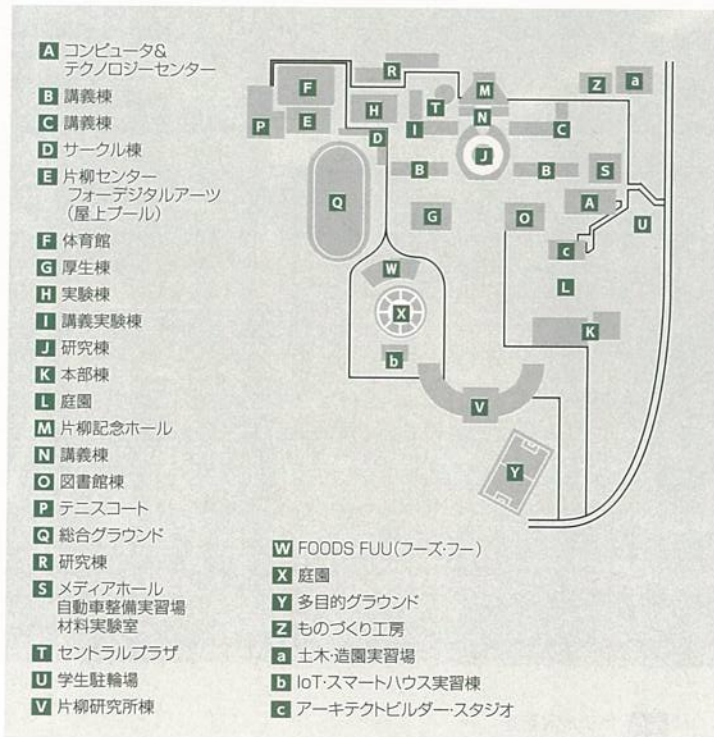 A コンピュータ&
テクノロジーセンター
B 講義棟
C 講義棟
D サークル棟
E 片柳センター
フォーデジタルアーツ
(屋上プール)
F 体育館
G 厚生棟
H 実験棟
I 講義実験棟
J 研究棟
K 本部棟
L 庭園
M 片柳記念ホール
N 講義棟
O 図書館棟
P テニスコート
Q 総合グラウンド
R 研究棟
S メディアホール
自動車整備実習場
材料実験室
T セントラルプラザ
U 学生駐輪場
V 片柳研究所棟
W FOODS FUU(フーズ・フー)
X 庭園
Y 多目的グラウンド
Z ものづくり工房
a 土木・造園実習場
b IoT・スマートハウス実習棟
c アーキテクトビルダー・スタジオ
R
F
M
Z
a
T
H
P
E
N
I
C
D
J
B
B
S
Q
A
G
O
U
c
W
L
X
K
b
V
Y